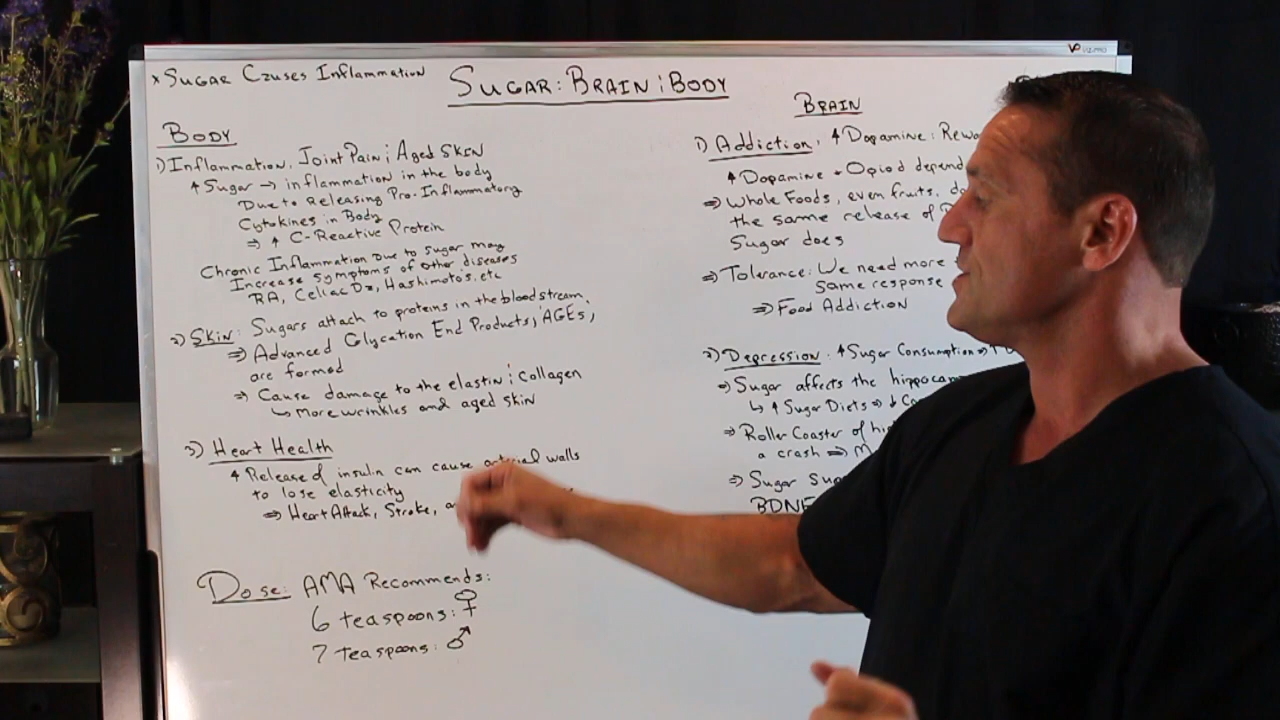 x Sugar Causes Inflammation
Sugar: Brain & Body
Body
1) Inflammation, Joint Pain & Aged Skin
↑ Sugar → inflammation in the body
Due to Releasing Pro-Inflammatory
Cytokines in Body
⇒ ↑ C-Reactive Protein
Chronic Inflammation Due to sugar may
Increase symptoms of other diseases
RA, Celiac Dz, Hashimotos, etc
2) Skin: Sugars attach to proteins in the bloodstream,
⇒ Advanced Glycation End Products, AGEs,
are formed
⇒ Cause damage to the elastin & Collagen
↳ More wrinkles and aged skin
3) Heart Health
↑ Release of insulin can cause arterial walls
to lose elasticity
⇒ Heart Attack, Stroke,
Dose: AMA Recommends:
6 teaspoons: ♀
7 teaspoons: ♂
Brain
1) Addiction, ↑ Dopamine: Rewa
↑ Dopamine + Opiod depend
⇒ Whole Foods, even fruits, do
the same release of
Sugar does
⇒ Tolerance: We need more
same response
⇒ Food Addiction
2) Depression: ↑ Sugar Consumption ⇒ ↑
⇒ Sugar affects the hippocam
↳ ↑ Sugar Diets ⇒ ↓
⇒ Roller Coaster of hi
a crash ⇒ M
⇒ Sugar Sup
BDNF